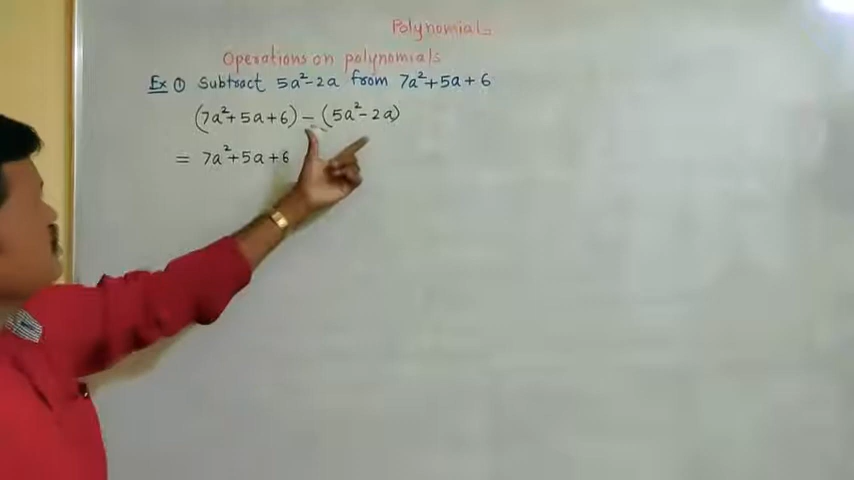 Polynomial
Operations on polynomials
Ex ① Subtract 5a²-2a from 7a²+5a+6
(7a²+5a+6)-(5a²-2a)
= 7a²+5a+6